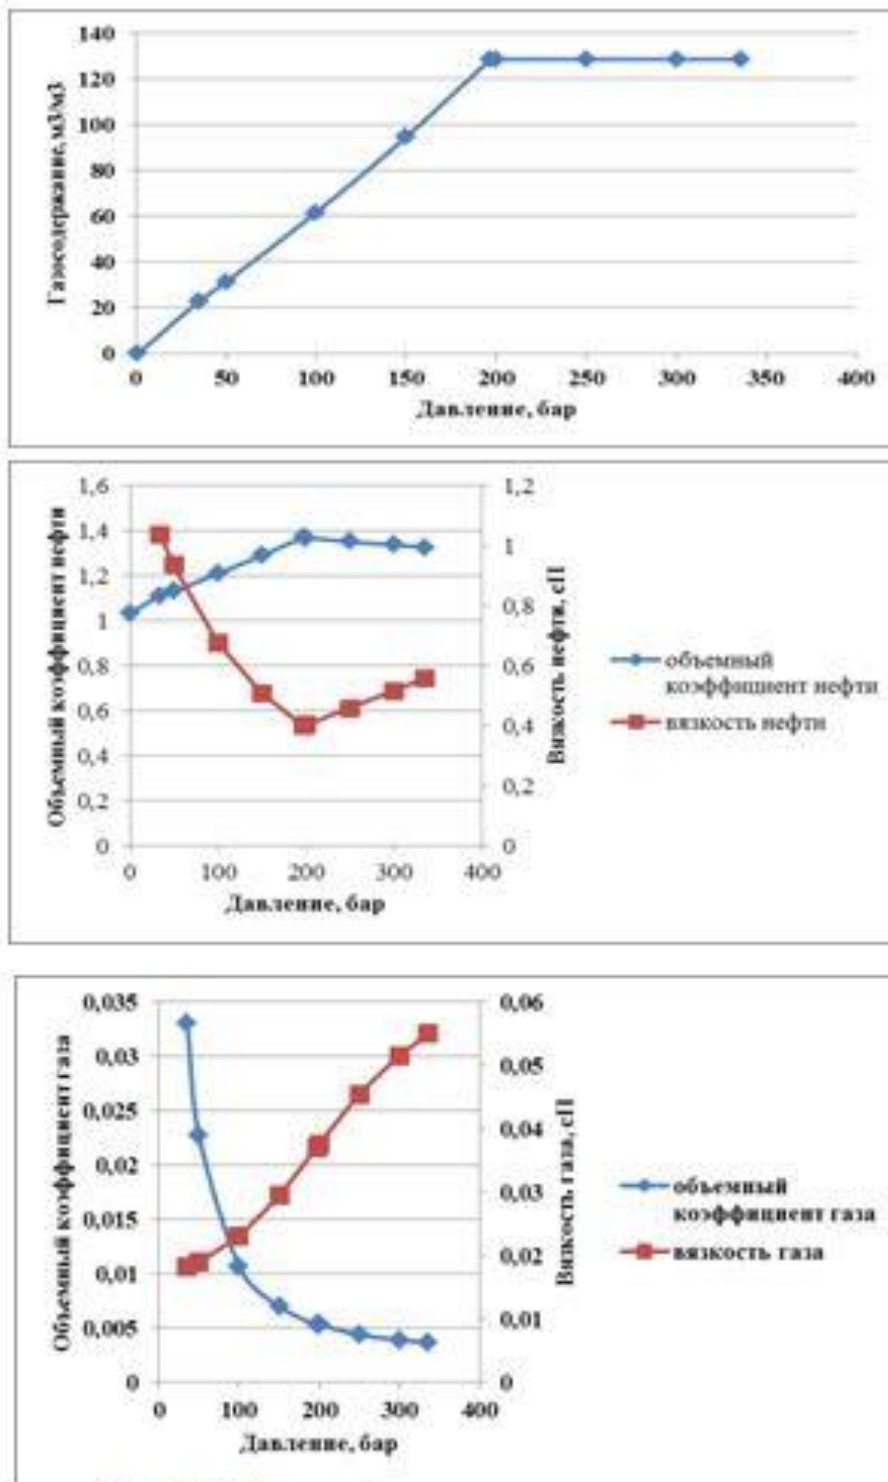 Газосодержание, м3/м3
140
120
100
80
60
40
20
0
0 50 100 150 200 250 300 350 400
Давление, бар
Объемный коэффициент нефти
1,6
1,4
1,2
1
0,8
0,6
0,4
0,2
0
0 100 200 300 400
Давление, бар
1,2
1
0,8
0,6
0,4
0,2
0
Вязкость нефти, сП
объемный
коэффициент нефти
вязкость нефти
Объемный коэффициент газа
0,035
0,03
0,025
0,02
0,015
0,01
0,005
0
0 100 200 300 400
Давление, бар
0,06
0,05
0,04
0,03
0,02
0,01
0
Вязкость газа, сП
объемный
коэффициент газа
вязкость газа